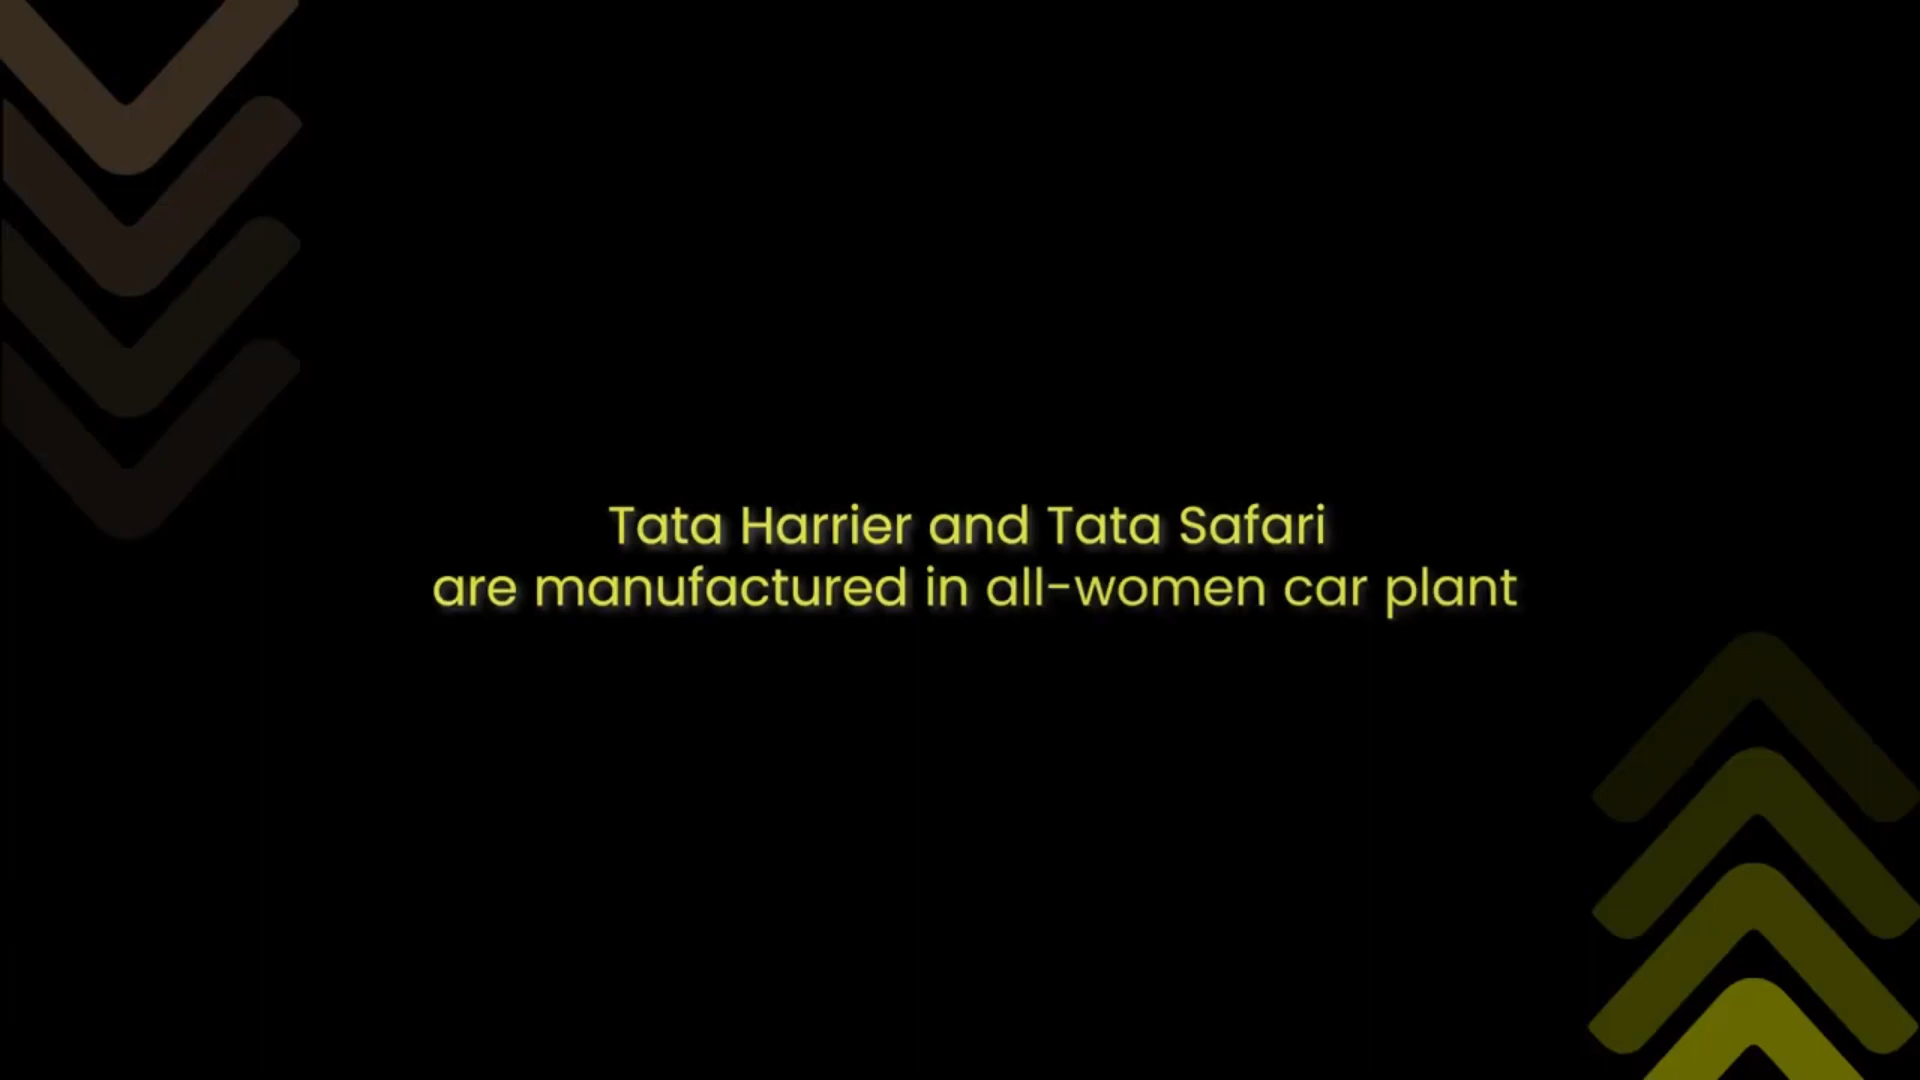 Tata Harrier and Tata Safari
are manufactured in all-women car plant